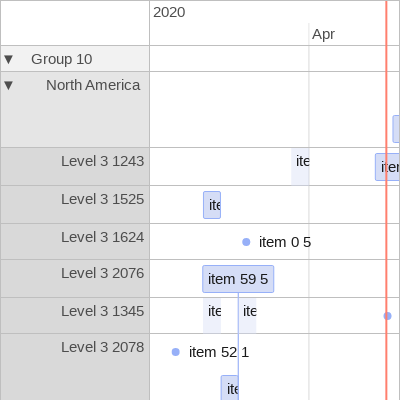 2020
Apr
▼ Group 10
▼ North America
Level 3 1243 ite iter
Level 3 1525 ite
Level 3 1624 item 0 5
Level 3 2076 item 59 5
Level 3 1345 ite ite
Level 3 2078 item 52 1
ite